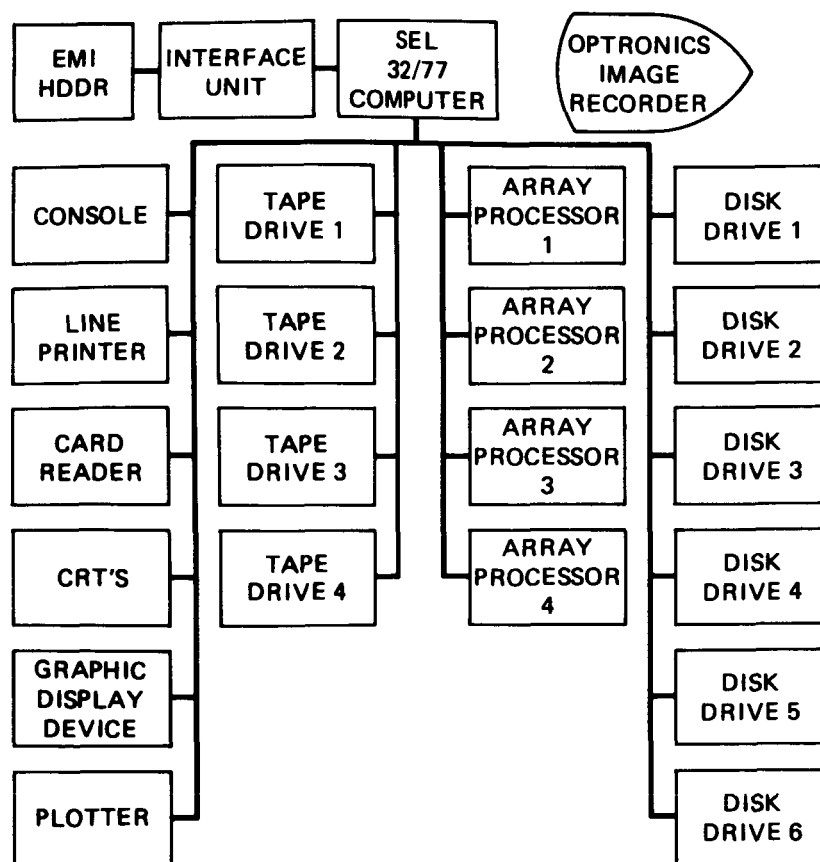 EMI
HDDR
INTERFACE
UNIT
SEL
32/77
COMPUTER
OPTRONICS
IMAGE
RECORDER
CONSOLE
TAPE
DRIVE 1
ARRAY
PROCESSOR
1
DISK
DRIVE 1
LINE
PRINTER
TAPE
DRIVE 2
ARRAY
PROCESSOR
2
DISK
DRIVE 2
CARD
READER
TAPE
DRIVE 3
ARRAY
PROCESSOR
3
DISK
DRIVE 3
CRT'S
TAPE
DRIVE 4
ARRAY
PROCESSOR
4
DISK
DRIVE 4
GRAPHIC
DISPLAY
DEVICE
DISK
DRIVE 5
PLOTTER
DISK
DRIVE 6